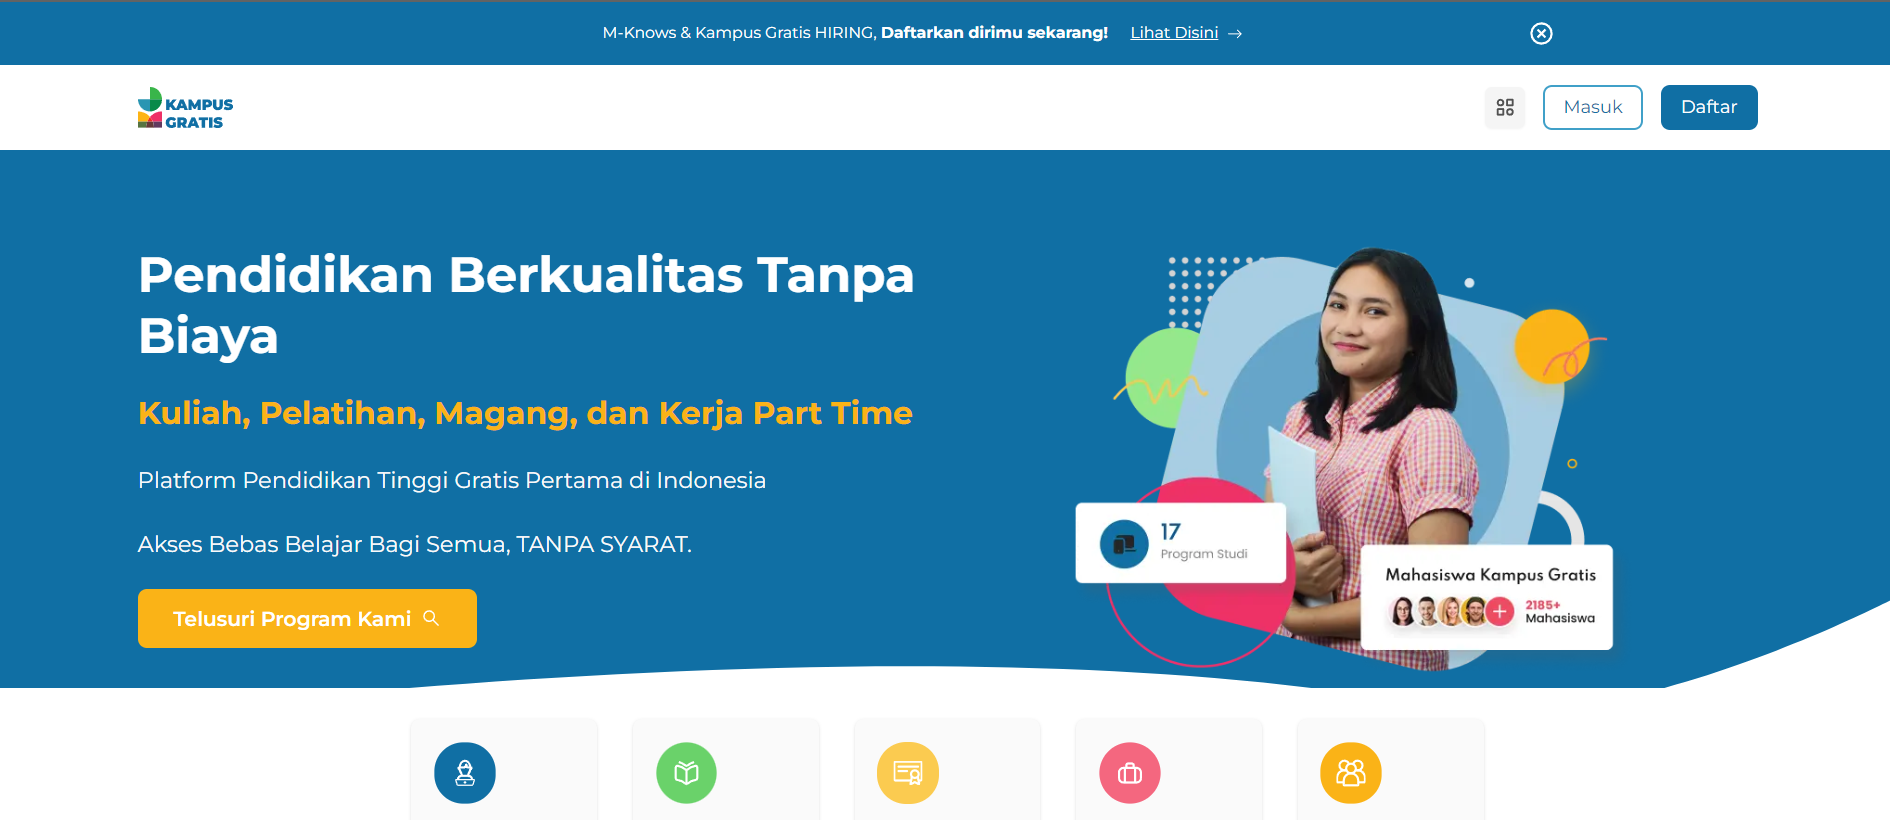 M-Knows & Kampus Gratis HIRING, Daftarkan dirimu sekarang! Lihat Disini →
KAMPUS
GRATIS
Masuk
Daftar
Pendidikan Berkualitas Tanpa
Biaya
Kuliah, Pelatihan, Magang, dan Kerja Part Time
Platform Pendidikan Tinggi Gratis Pertama di Indonesia
Akses Bebas Belajar Bagi Semua, TANPA SYARAT.
Telusuri Program Kami
17
Program Studi
Mahasiswa Kampus Gratis
2185+
Mahasiswa